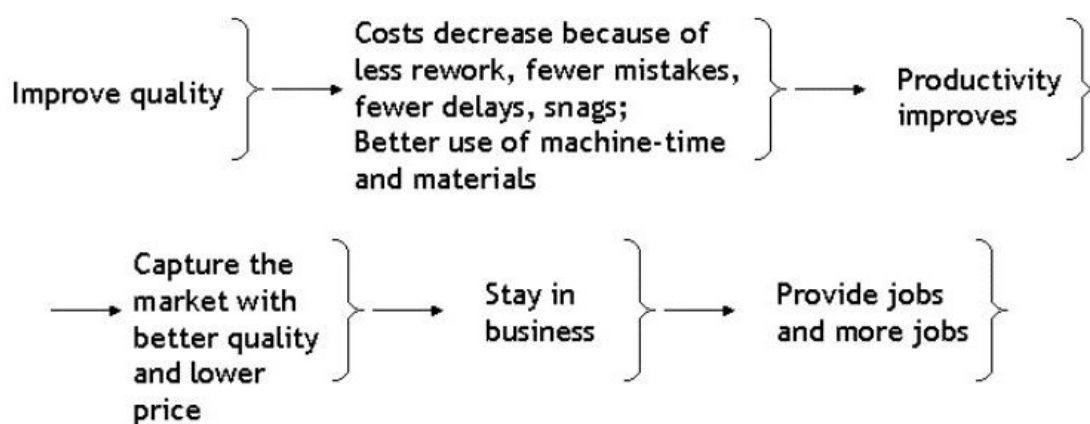 Improve quality
Costs decrease because of
less rework, fewer mistakes,
fewer delays, snags;
Better use of machine-time
and materials
Productivity
improves
Capture the
market with
better quality
and lower
price
Stay in
business
Provide jobs
and more jobs